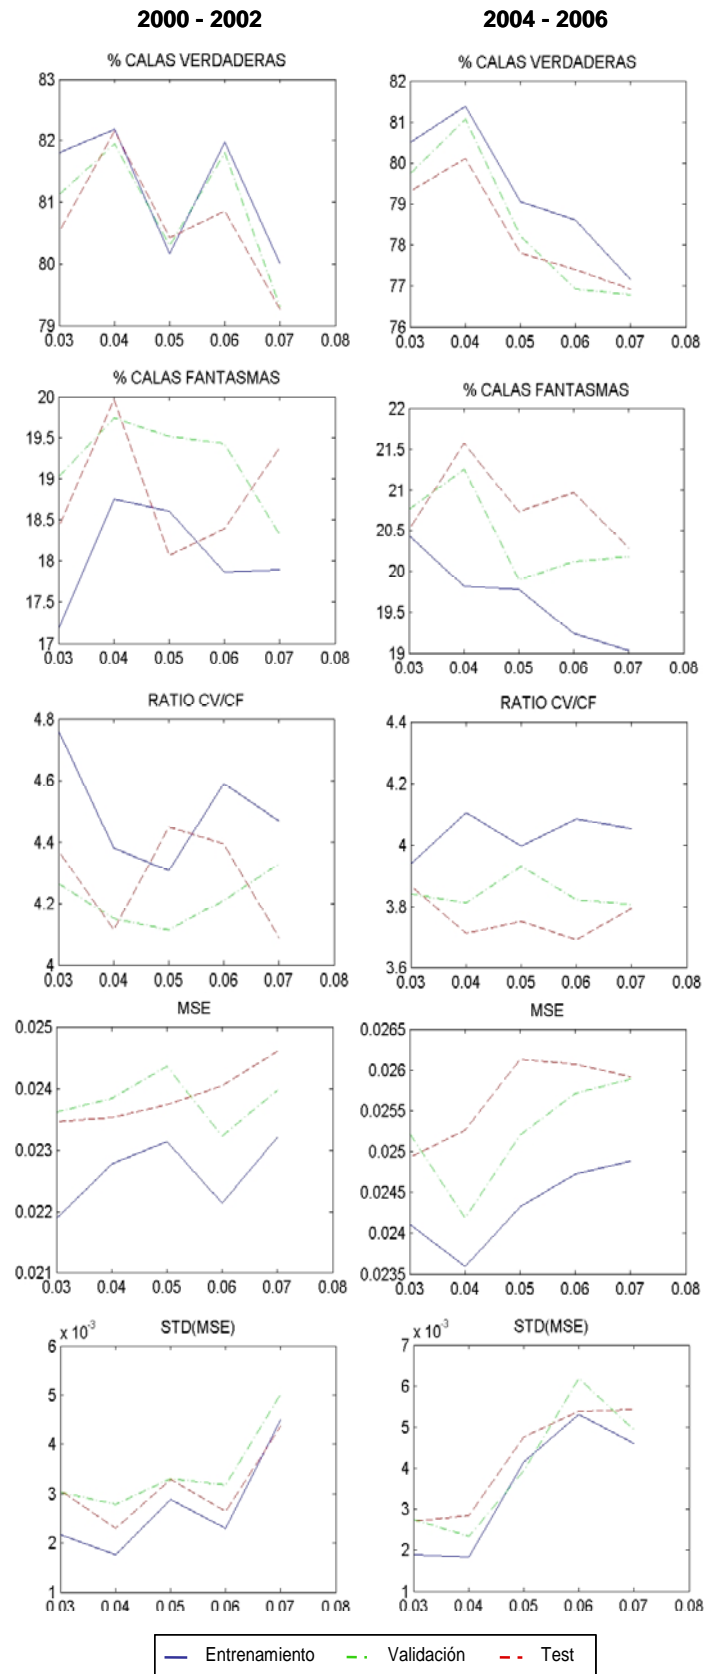 2000 - 2002
2004 - 2006
% CALAS VERDADERAS
83
82
81
80
79
0.03 0.04 0.05 0.06 0.07 0.08
% CALAS VERDADERAS
82
81
80
79
78
77
76
0.03 0.04 0.05 0.06 0.07 0.08
% CALAS FANTASMAS
20
19.5
19
18.5
18
17.5
17
0.03 0.04 0.05 0.06 0.07 0.08
% CALAS FANTASMAS
22
21.5
21
20.5
20
19.5
19
0.03 0.04 0.05 0.06 0.07 0.08
RATIO CV/CF
4.8
4.6
4.4
4.2
4
0.03 0.04 0.05 0.06 0.07 0.08
RATIO CV/CF
4.4
4.2
4
3.8
3.6
0.03 0.04 0.05 0.06 0.07 0.08
MSE
0.025
0.024
0.023
0.022
0.021
0.03 0.04 0.05 0.06 0.07 0.08
MSE
0.0265
0.026
0.0255
0.025
0.0245
0.024
0.0235
0.03 0.04 0.05 0.06 0.07 0.08
STD(MSE)
x 10-3
6
5
4
3
2
1
0.03 0.04 0.05 0.06 0.07 0.08
STD(MSE)
x 10-3
7
6
5
4
3
2
1
0.03 0.04 0.05 0.06 0.07 0.08
Entrenamiento Validación Test